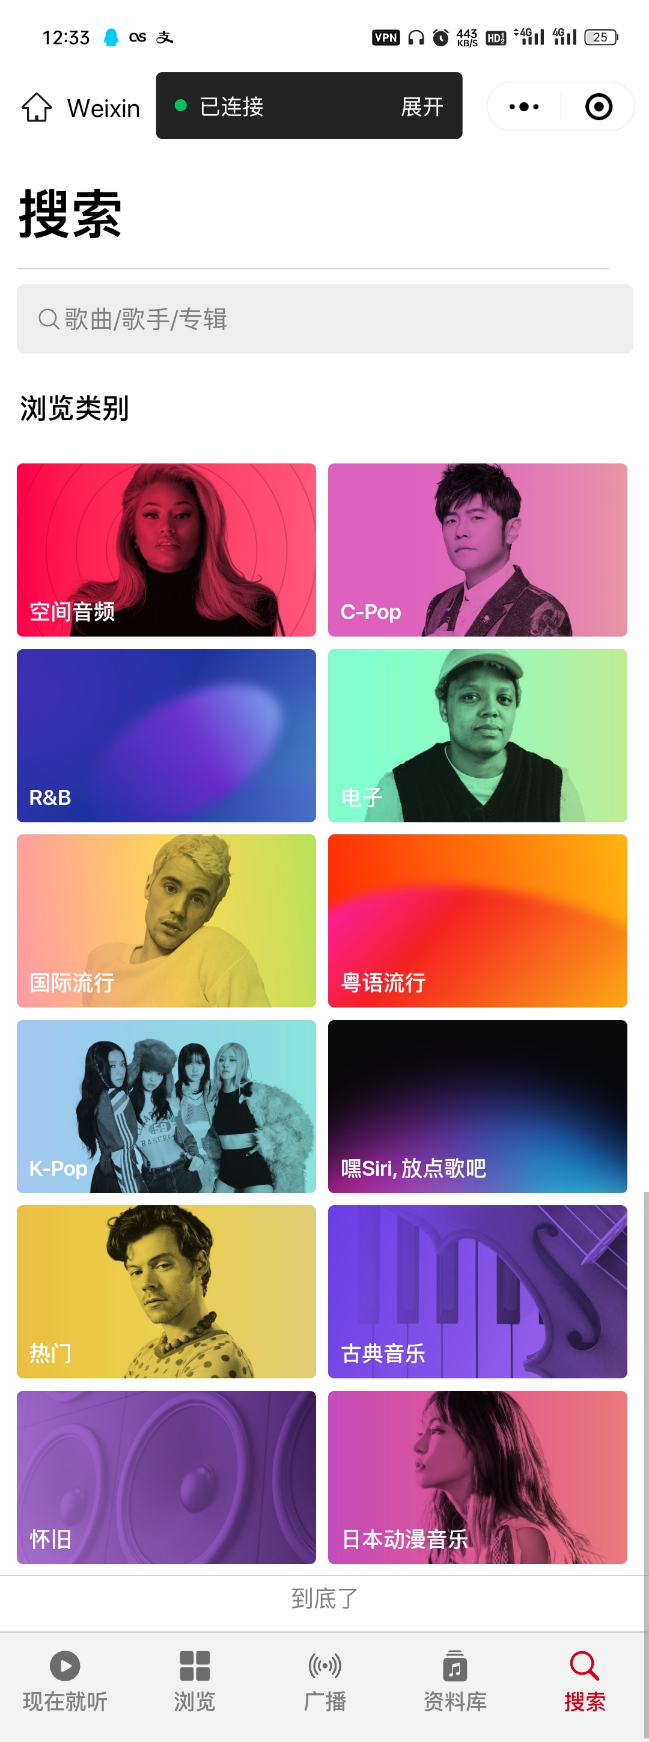 12:33 VPN 443 KB/S HD 4G 4G 25
Weixin 已连接 展开
搜索
歌曲/歌手/专辑
浏览类别
空间音频 C-Pop
R&B 电子
国际流行 粤语流行
K-Pop 嘿Siri, 放点歌吧
热门 古典音乐
怀旧 日本动漫音乐
到底了
现在就听 浏览 广播 资料库 搜索